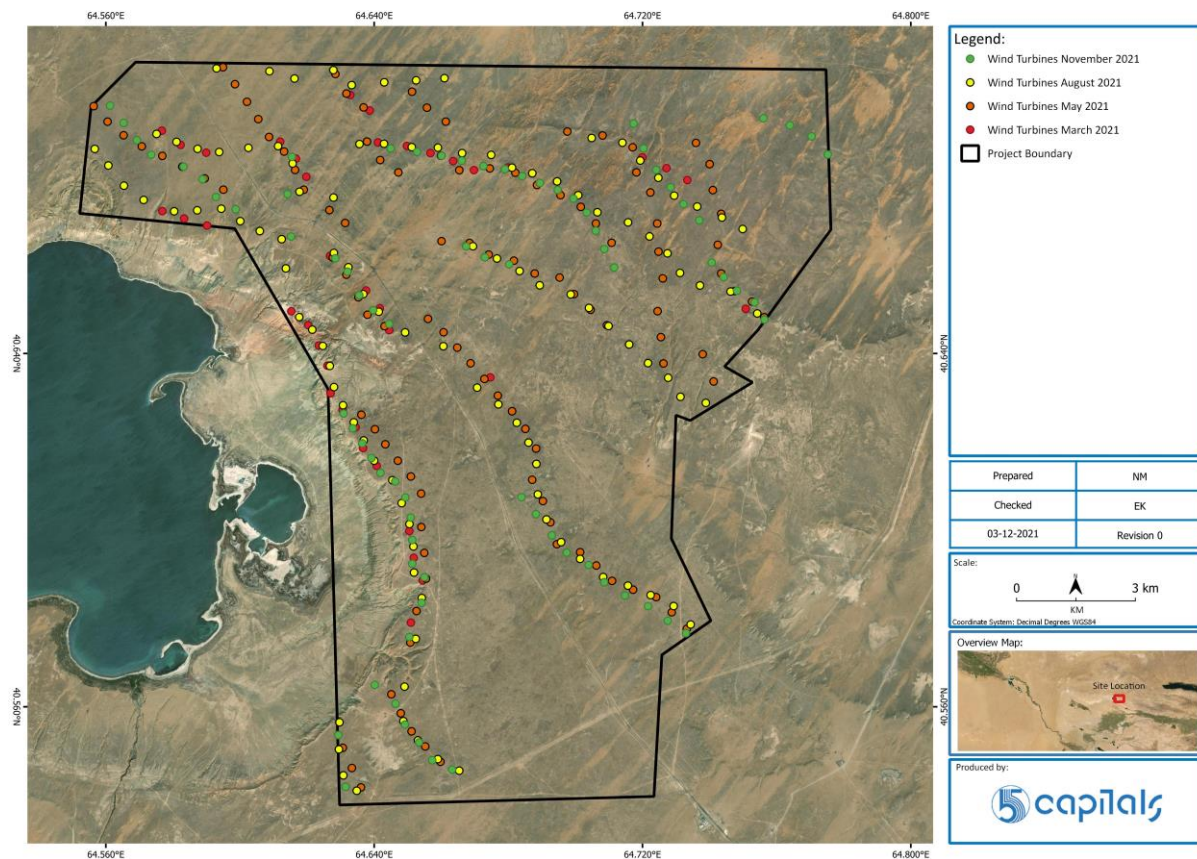 64.560°E 64.640°E 64.720°E 64.800°E
Legend:
Wind Turbines November 2021
Wind Turbines August 2021
Wind Turbines May 2021
Wind Turbines March 2021
Project Boundary
40.640°N 40.640°N
40.560°N 40.560°N
Prepared NM
Checked EK
03-12-2021 Revision 0
Scale:
N
0 3 km
KM
Coordinate System: Decimal Degrees WGS84
Overview Map:
Site Location
Produced by:
5 capitals
64.560°E 64.640°E 64.720°E 64.800°E